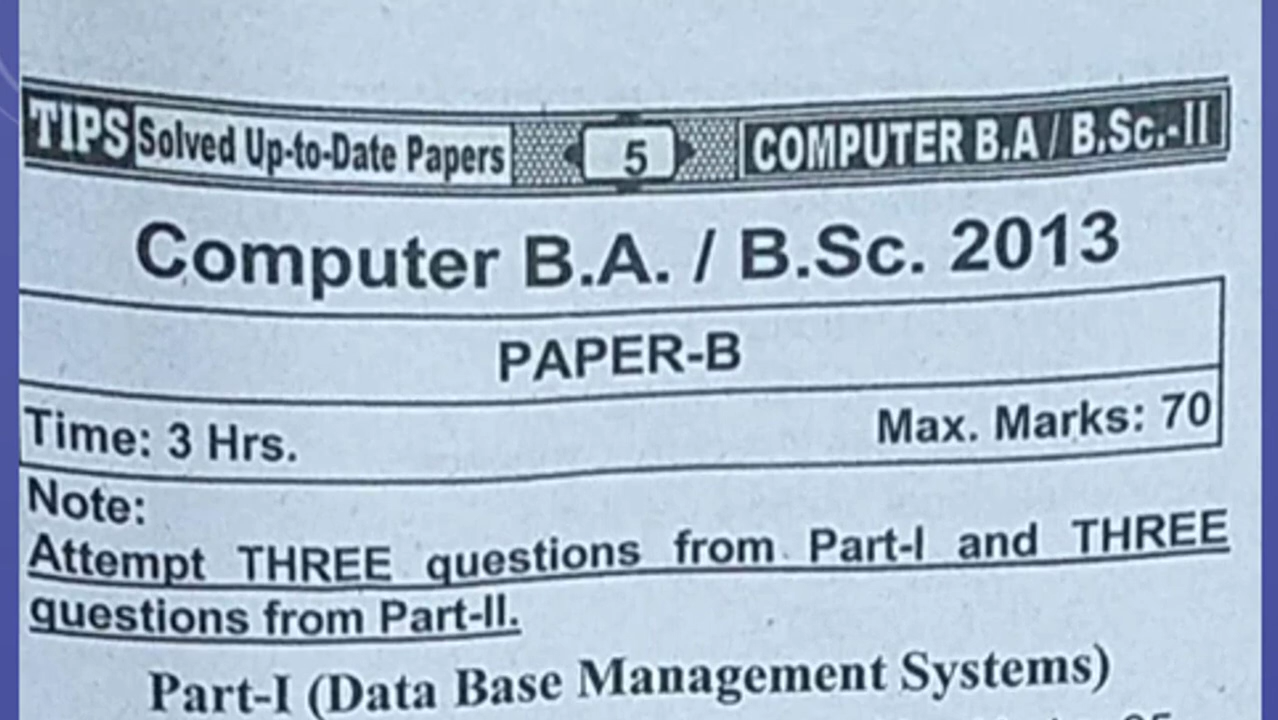 TIPS Solved Up-to-Date Papers 5 COMPUTER B.A / B.Sc.-II
Computer B.A. / B.Sc. 2013
PAPER-B
Time: 3 Hrs. Max. Marks: 70
Note:
Attempt THREE questions from Part-I and THREE
questions from Part-II.
Part-I (Data Base Management Systems)